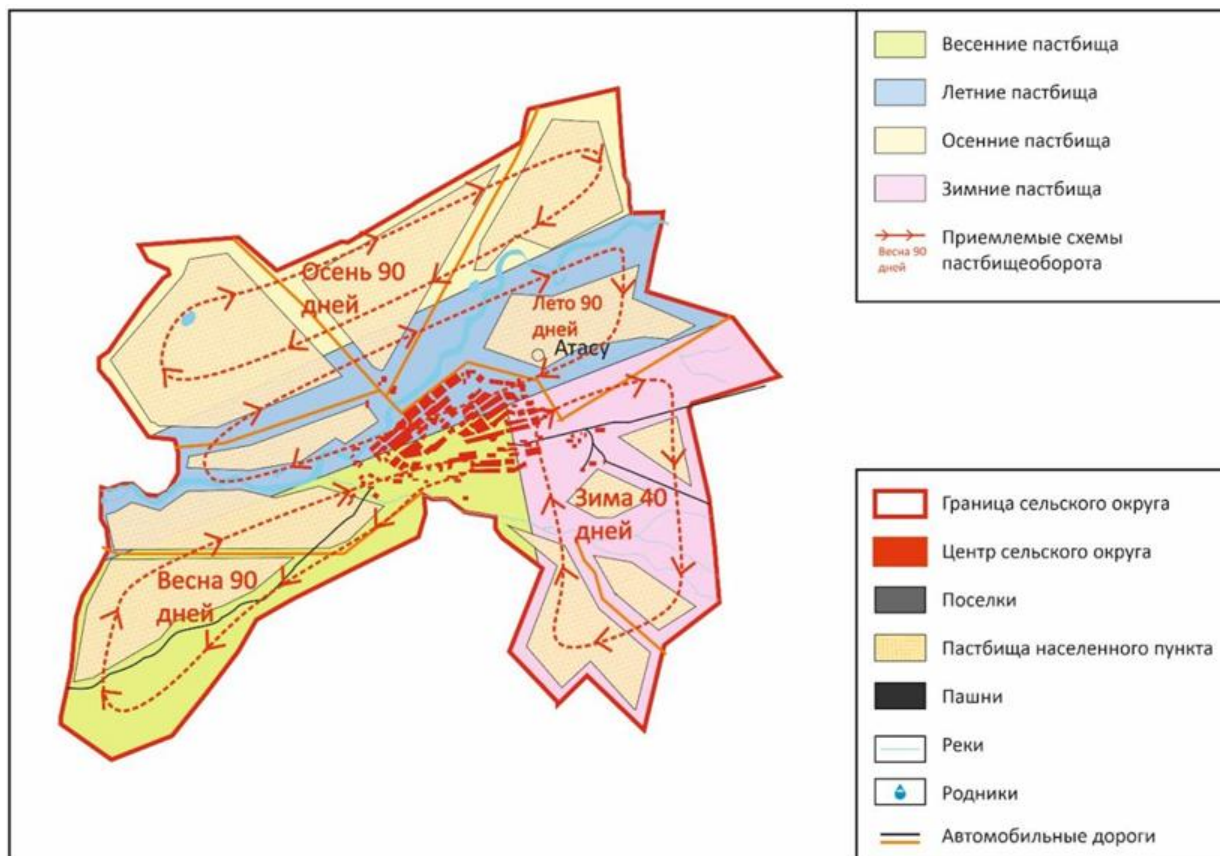 Осень 90
дней
Лето 90
дней
Атасу
Зима 40
дней
Весна 90
дней
Весенние пастбища
Летние пастбища
Осенние пастбища
Зимние пастбища
Весна 90
дней
Приемлемые схемы
пастбищеоборота
Граница сельского округа
Центр сельского округа
Поселки
Пастбища населенного пункта
Пашни
Реки
Родники
Автомобильные дороги